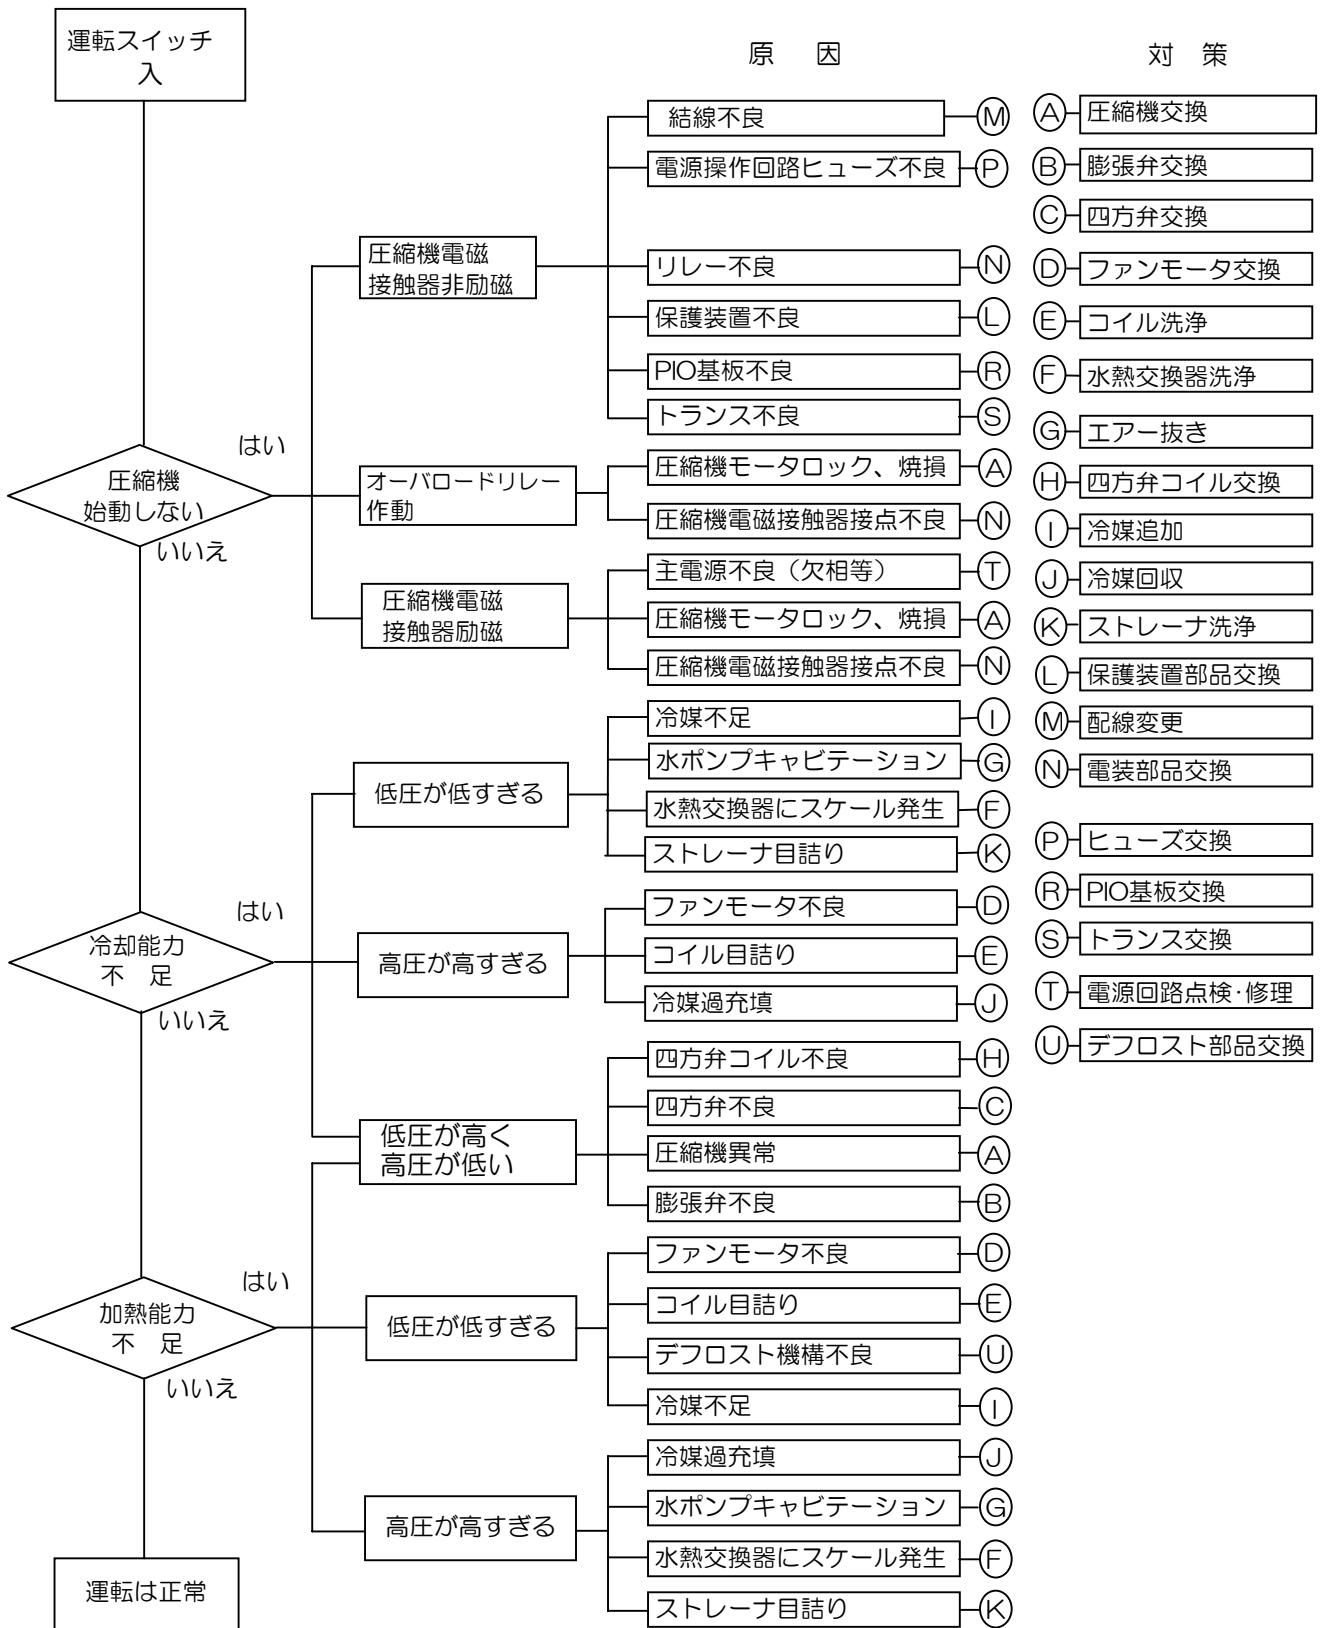 運転スイッチ
入
原 因
対 策
結線不良 M
電源操作回路ヒューズ不良 P
圧縮機電磁
接触器非励磁
リレー不良 N
保護装置不良 L
PIO基板不良 R
トランス不良 S
はい
圧縮機
始動しない
いいえ
オーバロードリレー
作動
圧縮機モータロック、焼損 A
圧縮機電磁接触器接点不良 N
圧縮機電磁
接触器励磁
主電源不良（欠相等） T
圧縮機モータロック、焼損 A
圧縮機電磁接触器接点不良 N
低圧が低すぎる
冷媒不足 I
水ポンプキャビテーション G
水熱交換器にスケール発生 F
ストレーナ目詰り K
はい
冷却能力
不 足
いいえ
高圧が高すぎる
ファンモータ不良 D
コイル目詰り E
冷媒過充填 J
低圧が高く
高圧が低い
四方弁コイル不良 H
四方弁不良 C
圧縮機異常 A
膨張弁不良 B
はい
加熱能力
不 足
いいえ
低圧が低すぎる
ファンモータ不良 D
コイル目詰り E
デフロスト機構不良 U
冷媒不足 I
高圧が高すぎる
冷媒過充填 J
水ポンプキャビテーション G
水熱交換器にスケール発生 F
ストレーナ目詰り K
運転は正常
A 圧縮機交換
B 膨張弁交換
C 四方弁交換
D ファンモータ交換
E コイル洗浄
F 水熱交換器洗浄
G エアー抜き
H 四方弁コイル交換
I 冷媒追加
J 冷媒回収
K ストレーナ洗浄
L 保護装置部品交換
M 配線変更
N 電装部品交換
P ヒューズ交換
R PIO基板交換
S トランス交換
T 電源回路点検･修理
U デフロスト部品交換